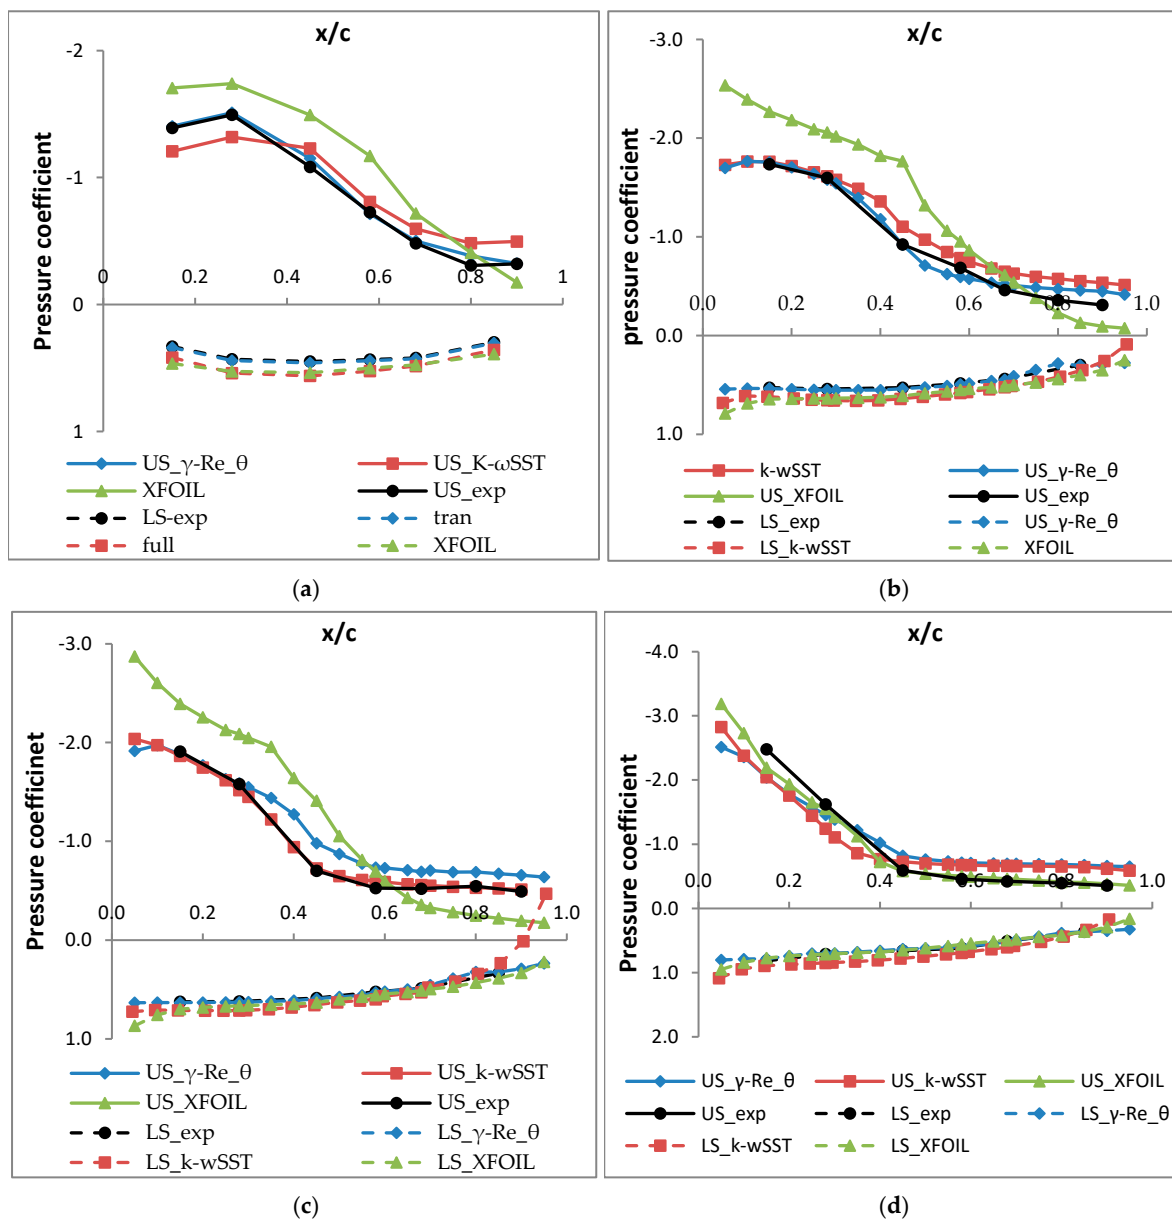 x/c
-2
-1
0
1
0 0.2 0.4 0.6 0.8 1
Pressure coefficient
US_γ-Re_θ US_K-ωSST
XFOIL US_exp
LS-exp tran
full XFOIL
(a)
x/c
-3.0
-2.0
-1.0
0.0
1.0
0.0 0.2 0.4 0.6 0.8 1.0
pressure coefficient
k-wSST US_γ-Re_θ
US_XFOIL US_exp
LS_exp US_γ-Re_θ
LS_k-wSST XFOIL
(b)
x/c
-3.0
-2.0
-1.0
0.0
1.0
0.0 0.2 0.4 0.6 0.8 1.0
Pressure coefficinet
US_γ-Re_θ US_k-wSST
US_XFOIL US_exp
LS_exp LS_γ-Re_θ
LS_k-wSST LS_XFOIL
(c)
x/c
-4.0
-3.0
-2.0
-1.0
0.0
1.0
2.0
0.0 0.2 0.4 0.6 0.8 1.0
Pressure coefficient
US_γ-Re_θ US_k-wSST US_XFOIL
US_exp LS_exp LS_γ-Re_θ
LS_k-wSST LS_XFOIL
(d)